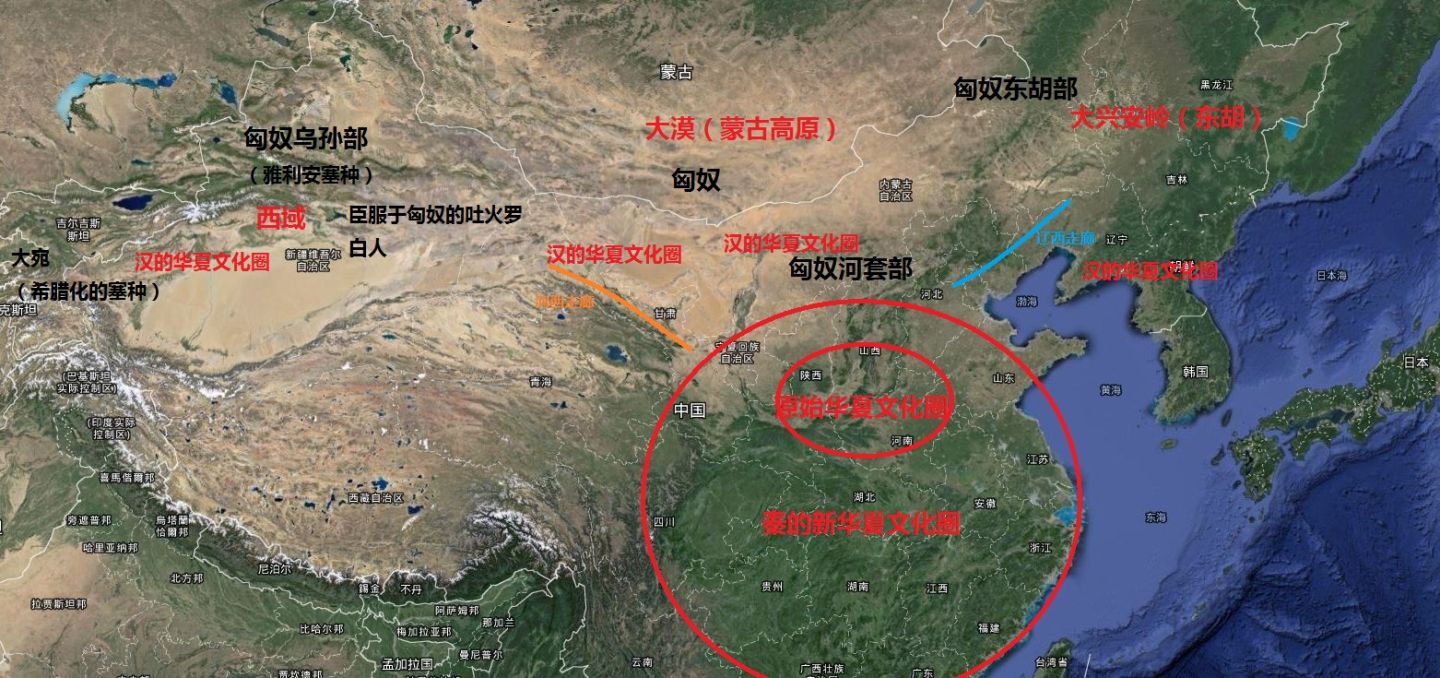 蒙古
匈奴东胡部
黑龙江
大兴安岭（东胡）
大漠（蒙古高原）
匈奴乌孙部
（雅利安塞种）
匈奴
内蒙古
自治区
吉林
西域
臣服于匈奴的吐火罗
白人
吉尔吉斯
斯坦
大宛
（希腊化的塞种）
克斯坦
汉的华夏文化圈
新疆维吾尔
自治区
汉的华夏文化圈
汉的华夏文化圈
匈奴河套部
辽西走廊
辽宁
汉的华夏文化圈
朝鲜
日本海
河西走廊
甘肃
河北
渤海
宁夏回族
自治区
山西
陕西
山东
黄海
韩国
日本
(巴基斯坦
实际控制区)
青海
中国
原始华夏文化圈
河南
(印度实际
控制区)
江苏
喜馬偕爾邦
西藏自治区
四川
湖北
安徽
秦的新华夏文化圈
东海
旁遮普邦
烏塔蘭
恰爾邦
哈里亚纳邦
浙江
北方邦
尼泊尔
錫金
不丹
贵州
湖南
江西
拉贾斯坦邦
阿萨姆邦
那加兰
比哈尔邦
梅加拉亚邦
福建
孟加拉国
曼尼普尔
云南
广西壮族
广东
台湾省
贾坎德邦